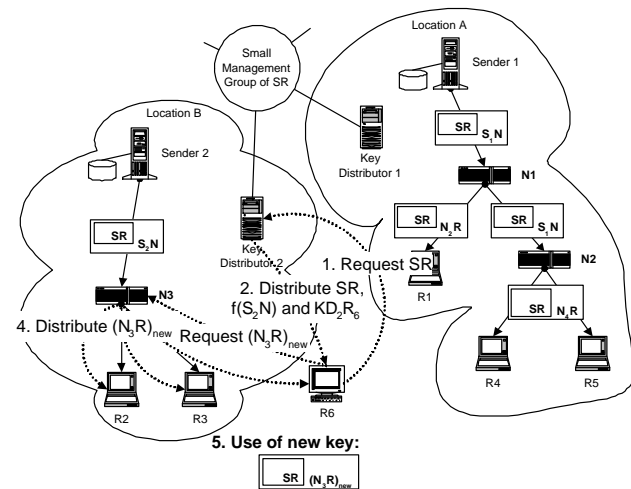 Location A
Small
Management
Group of SR
Sender 1
Location B
SR S₁N
Sender 2
Key
Distributor 1
N1
SR S₂N
SR N₂R
SR S₁N
Key
Distributor 2
1. Request SR
N2
2. Distribute SR,
f(S₂N) and KD₂R₆
R1
N3
SR N₄R
4. Distribute (N₃R)new
Request (N₃R)new
R4
R5
R2
R3
R6
5. Use of new key:
SR (N₃R)new